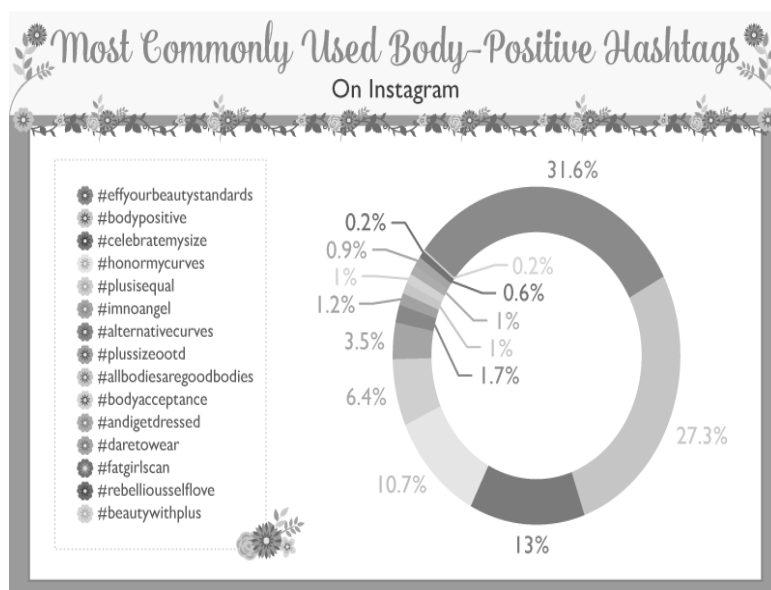 Most Commonly Used Body-Positive Hashtags
On Instagram
#effyourbeautystandards
#bodypositive
#celebratemysize
#honormycurves
#plusisequal
#imnoangel
#alternativecurves
#plussizeootd
#allbodiesaregoodbodies
#bodyacceptance
#andigetdressed
#daretowear
#fatgirlscan
#rebelliousselflove
#beautywithplus
31.6%
27.3%
13%
10.7%
6.4%
3.5%
1.7%
1.2%
1%
1%
1%
0.9%
0.6%
0.2%
0.2%